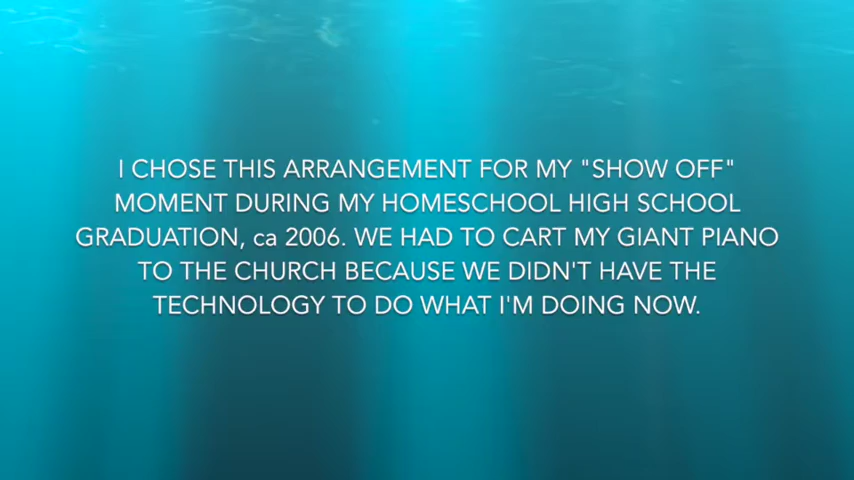 I CHOSE THIS ARRANGEMENT FOR MY "SHOW OFF"
MOMENT DURING MY HOMESCHOOL HIGH SCHOOL
GRADUATION, ca 2006. WE HAD TO CART MY GIANT PIANO
TO THE CHURCH BECAUSE WE DIDN'T HAVE THE
TECHNOLOGY TO DO WHAT I'M DOING NOW.